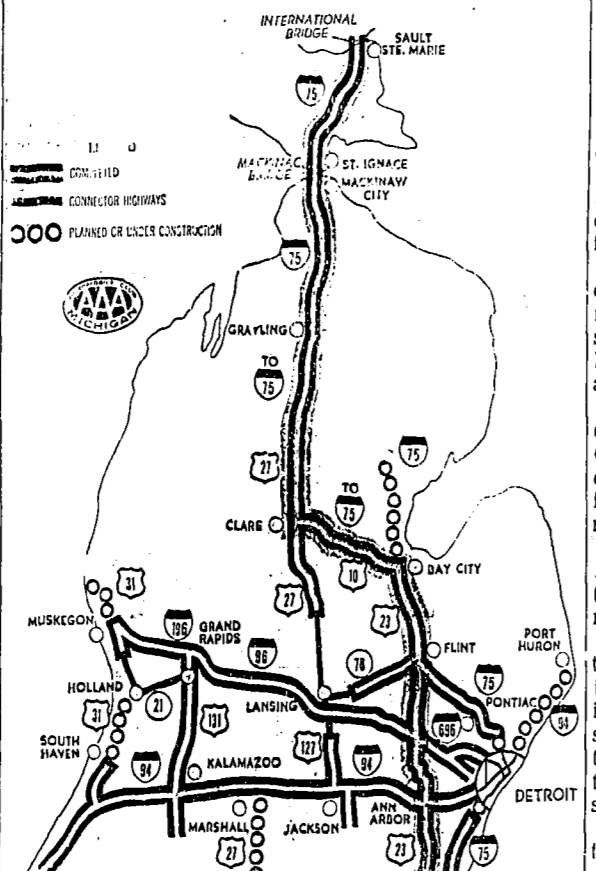 INTERNATIONAL
BRIDGE
SAULT
STE. MARIE
75
MACKINAC
BRIDGE
ST. IGNACE
MACKINAW
CITY
CONNECTOR HIGHWAYS
PLANNED OR UNDER CONSTRUCTION
75
AAA
MICHIGAN
GRAYLING
TO
75
27
75
TO
75
CLARE
10
BAY CITY
27
23
31
MUSKEGON
196
GRAND
RAPIDS
96
78
FLINT
PORT
HURON
75
HOLLAND
21
131
LANSING
PONTIAC
31
696
94
SOUTH
HAVEN
94
KALAMAZOO
127
94
ANN
ARBOR
DETROIT
MARSHALL
JACKSON
27
23
75